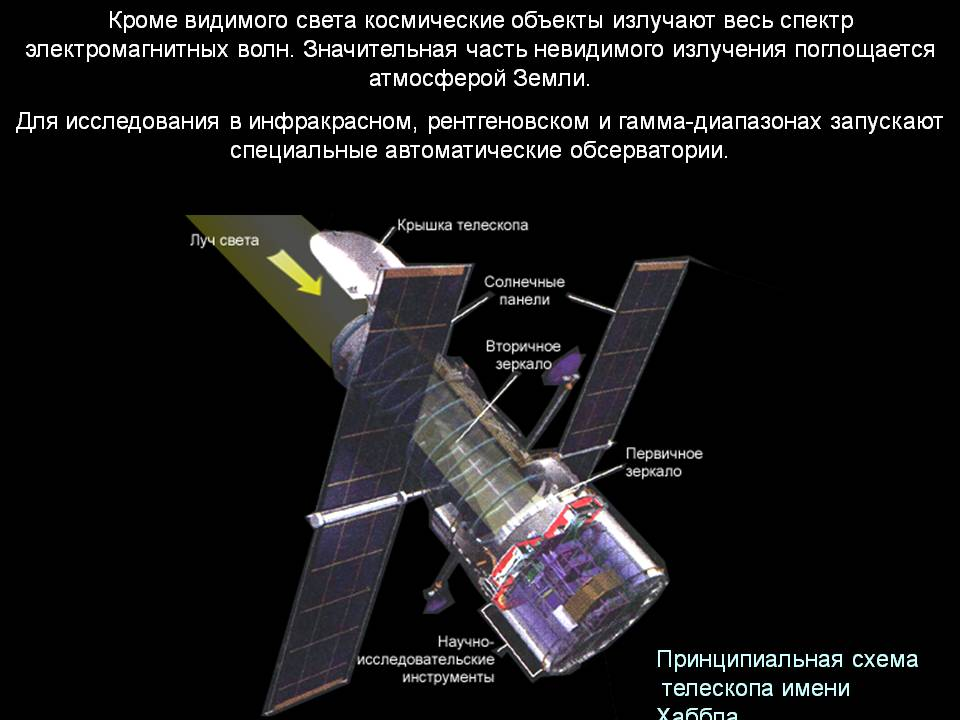 Кроме видимого света космические объекты излучают весь спектр
электромагнитных волн. Значительная часть невидимого излучения поглощается
атмосферой Земли.
Для исследования в инфракрасном, рентгеновском и гамма-диапазонах запускают
специальные автоматические обсерватории.
Крышка телескопа
Луч света
Солнечные
панели
Вторичное
зеркало
Первичное
зеркало
Научно-
исследовательские
инструменты
Принципиальная схема
телескопа имени
Хаббла